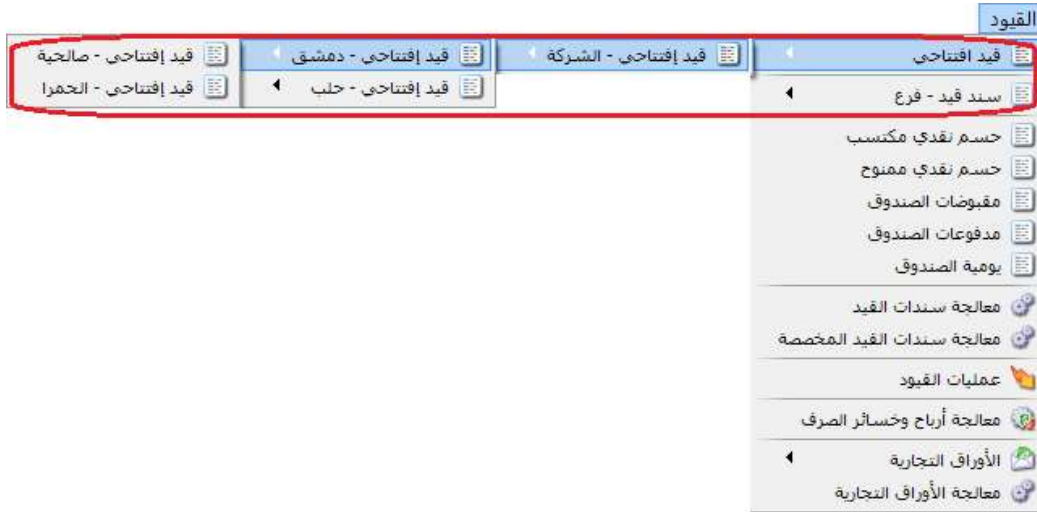 القيود
قيد افتتاحي
قيد إفتتاحي - الشركة
قيد إفتتاحي - دمشق
قيد إفتتاحي - صالحية
سند قيد - فرع
قيد إفتتاحي - حلب
قيد إفتتاحي - الحمرا
حسم نقدي مكتسب
حسم نقدي ممنوح
مقبوضات الصندوق
مدفوعات الصندوق
يومية الصندوق
معالجة سندات القيد
معالجة سندات القيد المخصصة
عمليات القيود
معالجة أرباح وخسائر الصرف
الأوراق التجارية
معالجة الأوراق التجارية